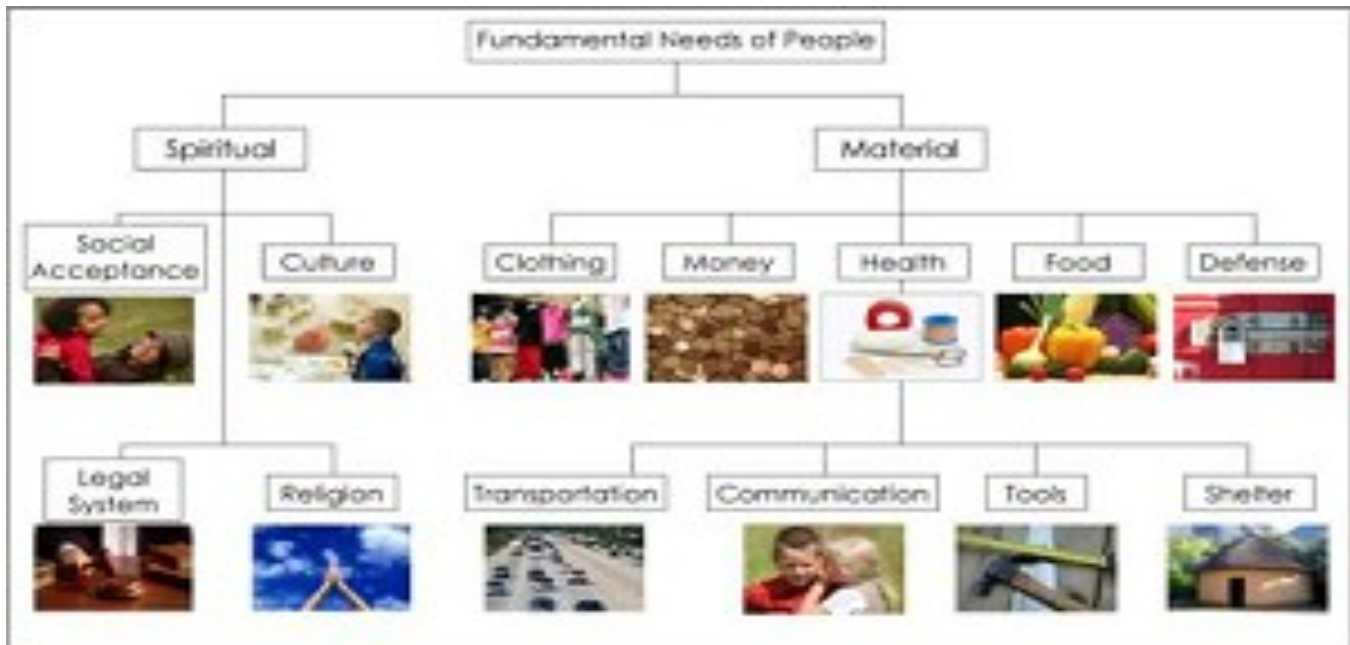 Fundamental Needs of People
Spiritual
Material
Social
Acceptance
Culture
Clothing
Money
Health
Food
Defense
Legal
System
Religion
Transportation
Communication
Tools
Shelter